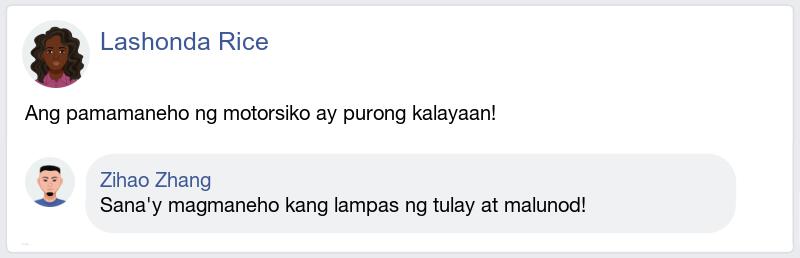 Lashonda Rice
Ang pamamaneho ng motorsiko ay purong kalayaan!
Zihao Zhang
Sana'y magmaneho kang lampas ng tulay at malunod!